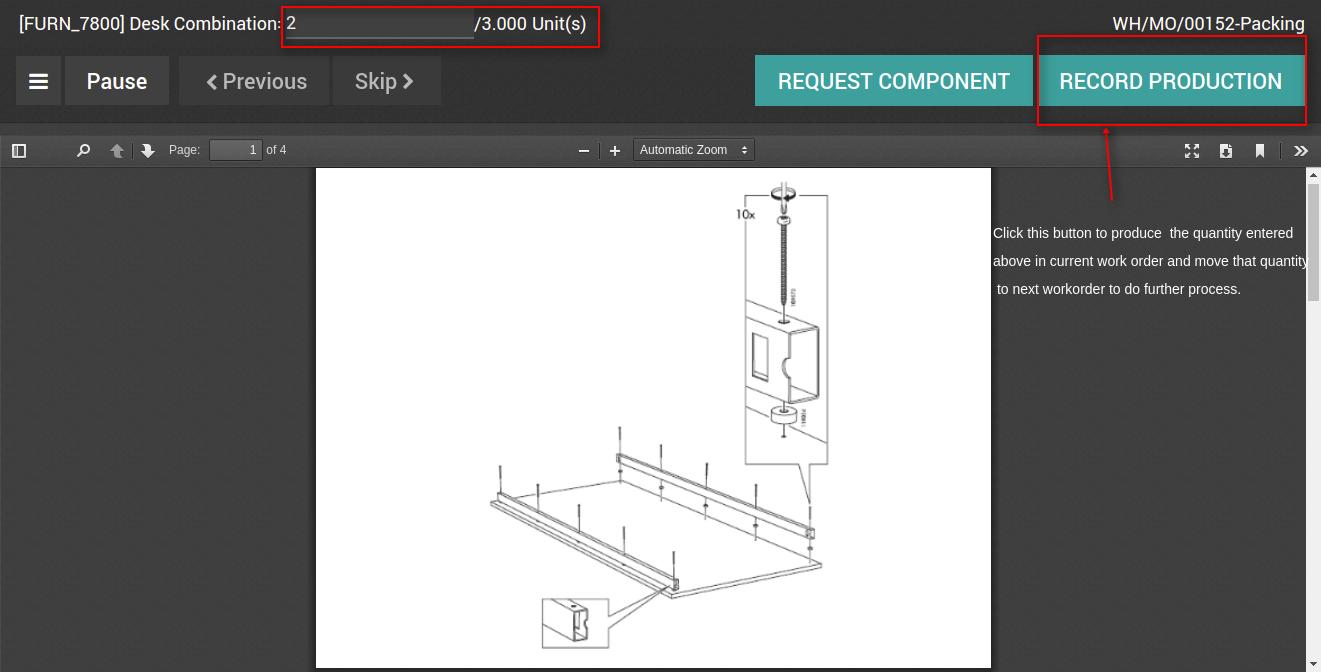 [FURN_7800] Desk Combination: 2 /3.000 Unit(s)
WH/MO/00152-Packing
Pause
Previous
Skip
REQUEST COMPONENT
RECORD PRODUCTION
Page: 1 of 4
Automatic Zoom
10x
Click this button to produce  the quantity entered
above in current work order and move that quantity
to next workorder to do further process.